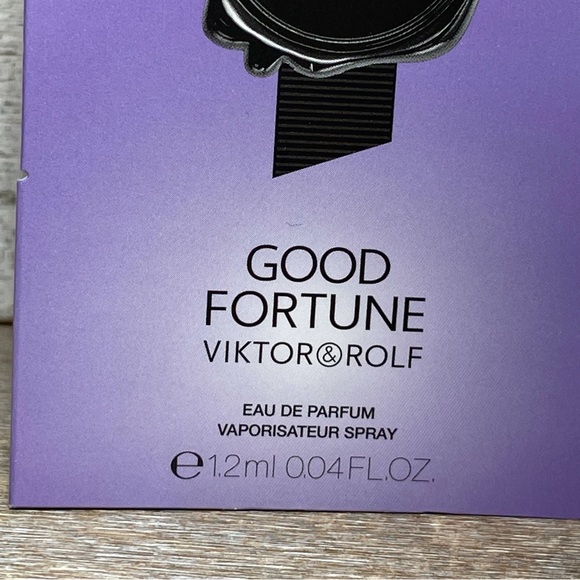 GOOD
FORTUNE
VIKTOR&ROLF
EAU DE PARFUM
VAPORISATEUR SPRAY
℮1.2ml 0.04FL.OZ.